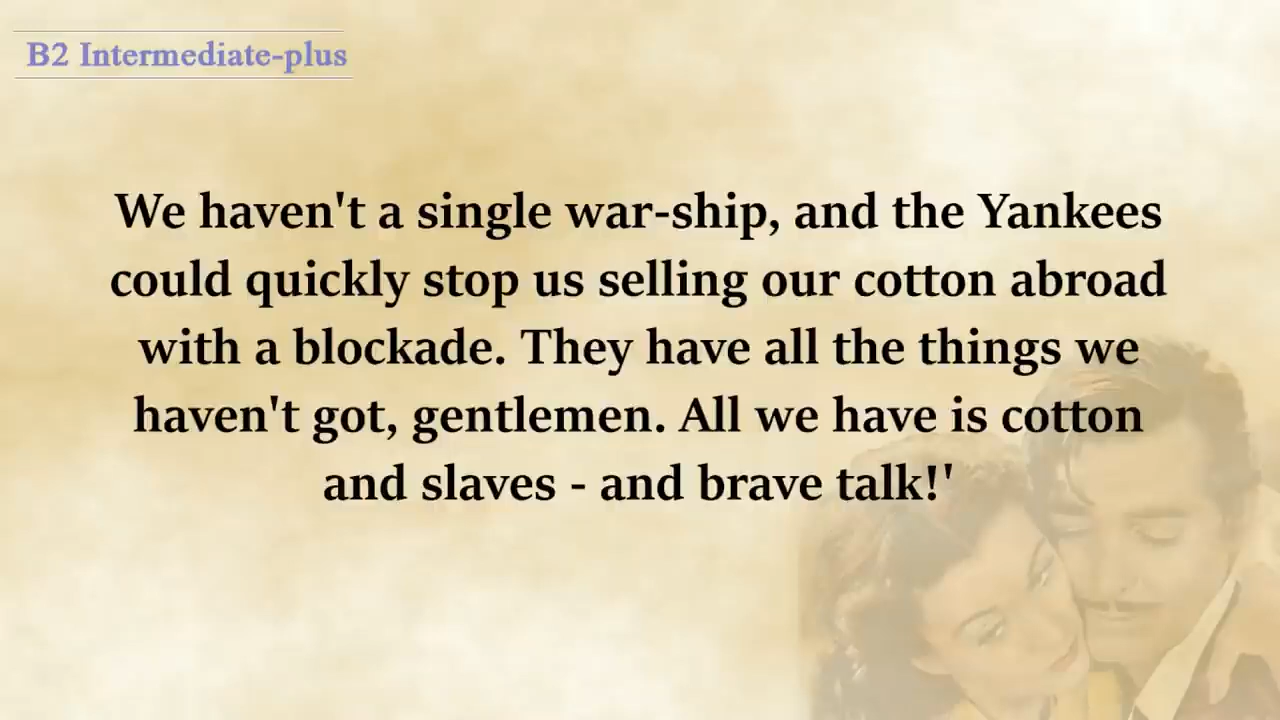 B2 Intermediate-plus
We haven't a single war-ship, and the Yankees
could quickly stop us selling our cotton abroad
with a blockade. They have all the things we
haven't got, gentlemen. All we have is cotton
and slaves - and brave talk!'